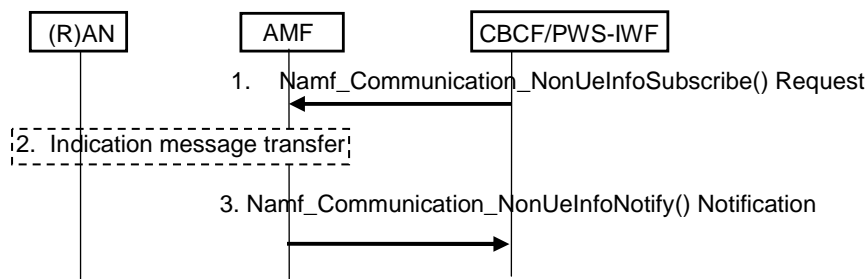 (R)AN
AMF
CBCF/PWS-IWF
1. Namf_Communication_NonUeInfoSubscribe() Request
2. Indication message transfer
3. Namf_Communication_NonUeInfoNotify() Notification